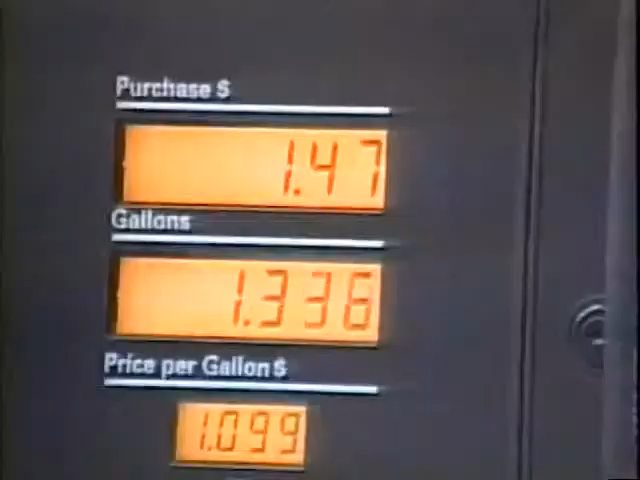 Purchase $
1.47
Gallons
1.336
Price per Gallon $
1.099